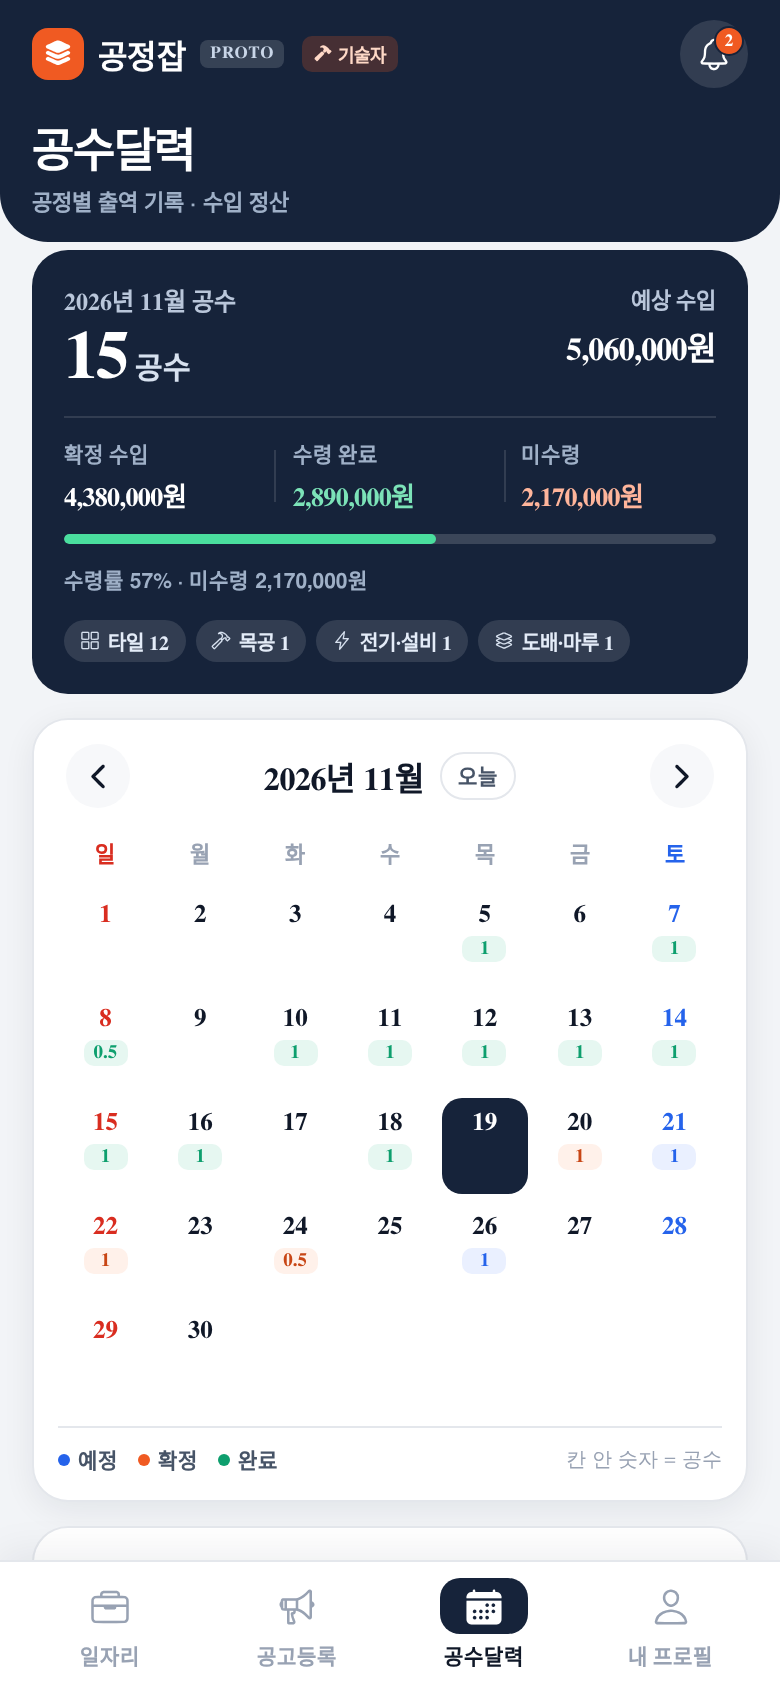 공정잡 PROTO 기술자 2
공수달력
공정별 출역 기록 · 수입 정산
2026년 11월 공수 예상 수입
15 공수 5,060,000원
확정 수입 수령 완료 미수령
4,380,000원 2,890,000원 2,170,000원
수령률 57% · 미수령 2,170,000원
타일 12 목공 1 전기·설비 1 도배·마루 1
2026년 11월 오늘
일 월 화 수 목 금 토
1 2 3 4 5 6 7
1 1
8 9 10 11 12 13 14
0.5 1 1 1 1 1
15 16 17 18 19 20 21
1 1 1 1 1
22 23 24 25 26 27 28
1 0.5 1
29 30
예정 확정 완료 칸 안 숫자 = 공수
일자리 공고등록 공수달력 내 프로필